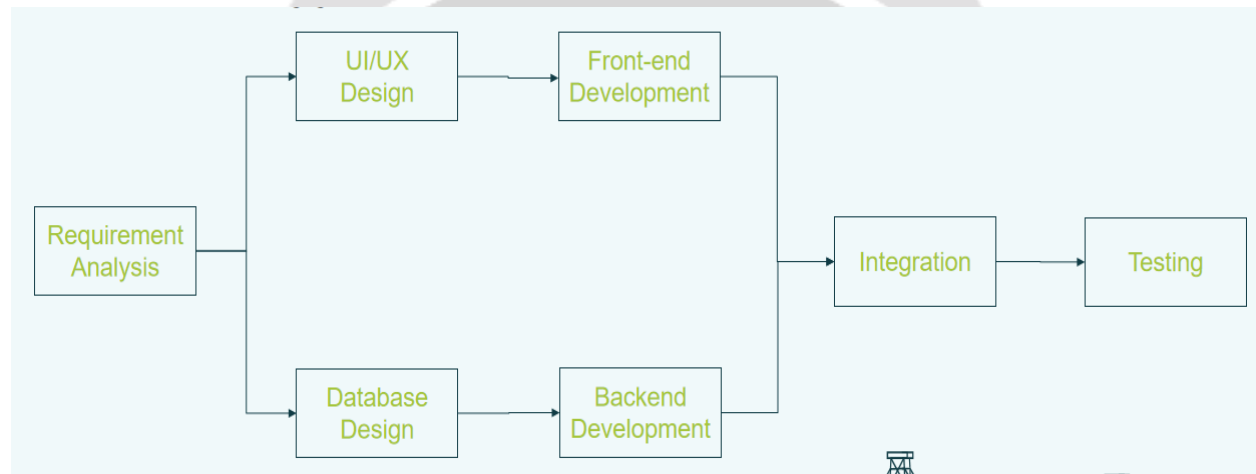 UI/UX
Design
Front-end
Development
Requirement
Analysis
Integration
Testing
Database
Design
Backend
Development